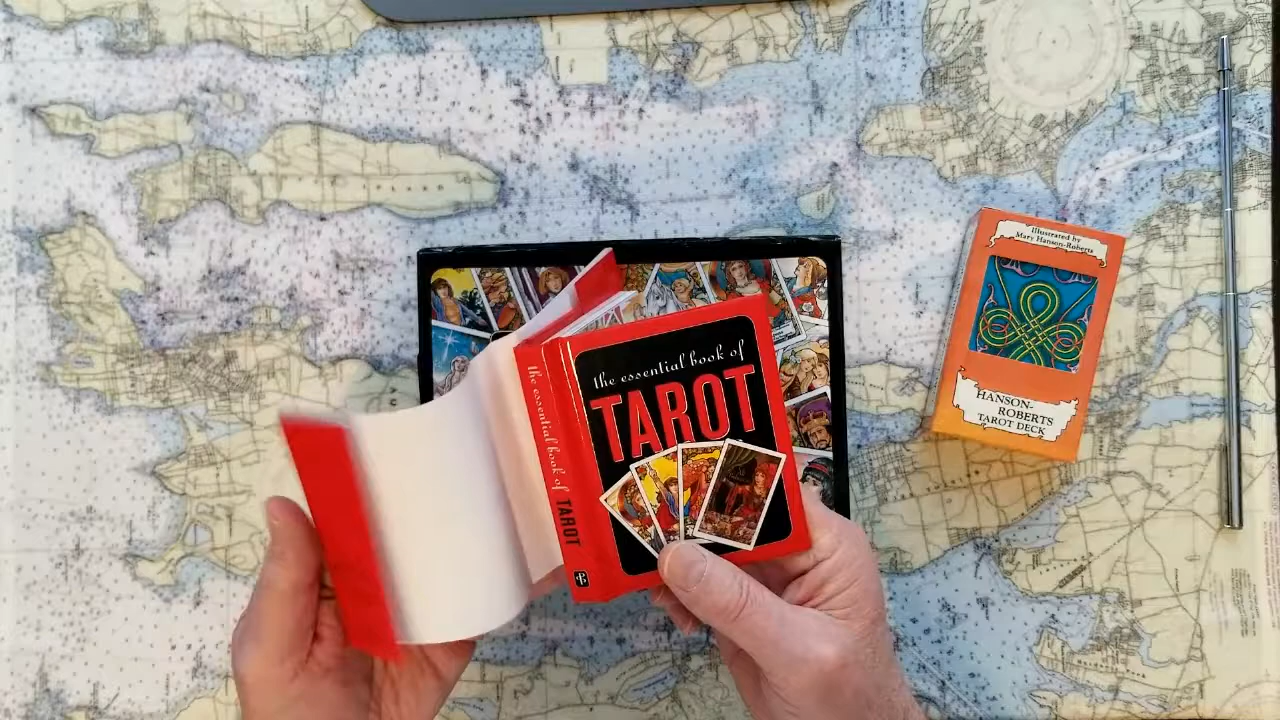 the essential book of
TAROT
the essential book of TAROT
Illustrated by
Mary Hanson-Roberts
HANSON-
ROBERTS
TAROT DECK